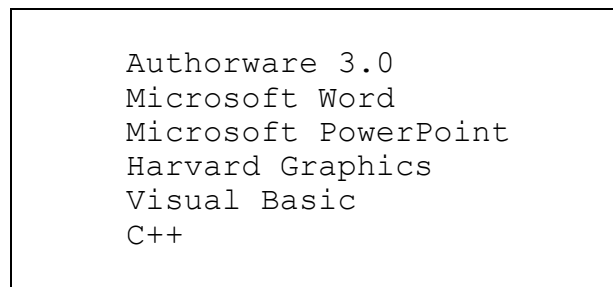 Authorware 3.0
Microsoft Word
Microsoft PowerPoint
Harvard Graphics
Visual Basic
C++